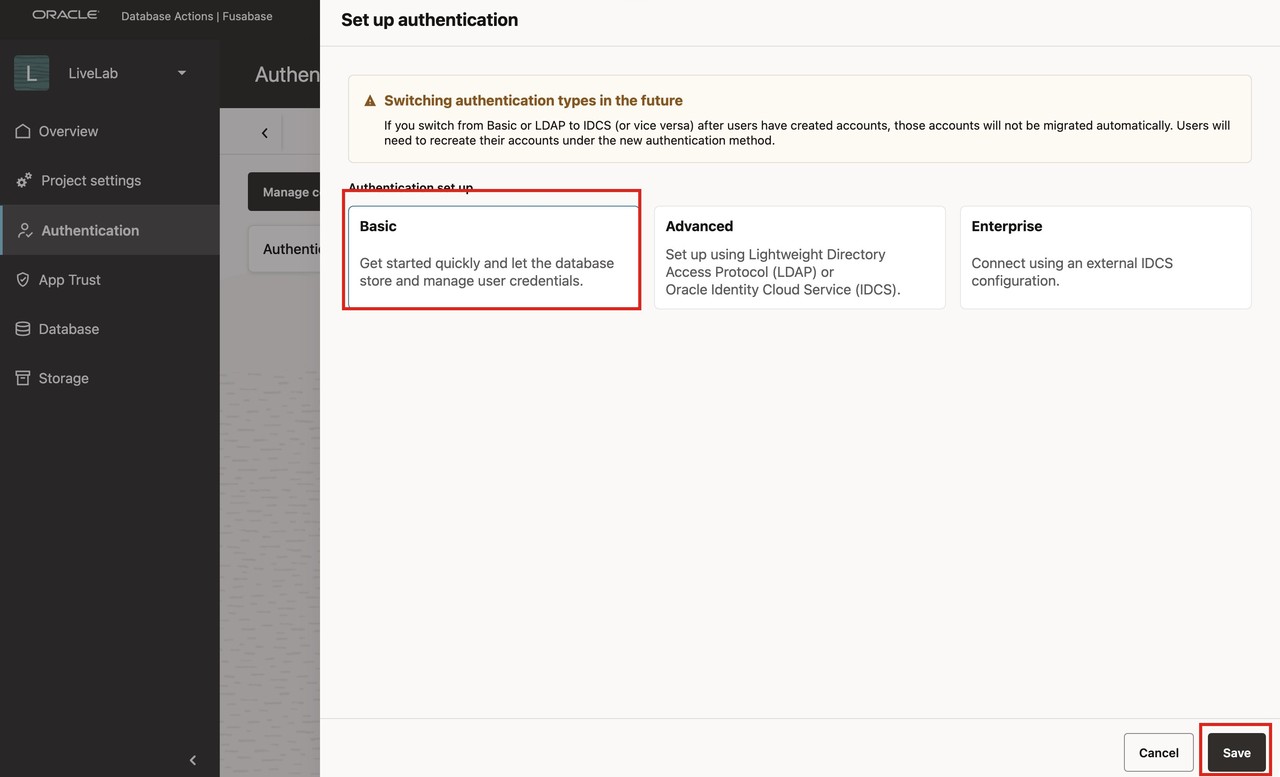 ORACLE Database Actions | Fusabase
L LiveLab
Overview
Project settings
Authentication
App Trust
Database
Storage
Authen
Manage c
Authenti
Set up authentication
Switching authentication types in the future
If you switch from Basic or LDAP to IDCS (or vice versa) after users have created accounts, those accounts will not be migrated automatically. Users will
need to recreate their accounts under the new authentication method.
Authentication set up
Basic
Get started quickly and let the database
store and manage user credentials.
Advanced
Set up using Lightweight Directory
Access Protocol (LDAP) or
Oracle Identity Cloud Service (IDCS).
Enterprise
Connect using an external IDCS
configuration.
Cancel
Save